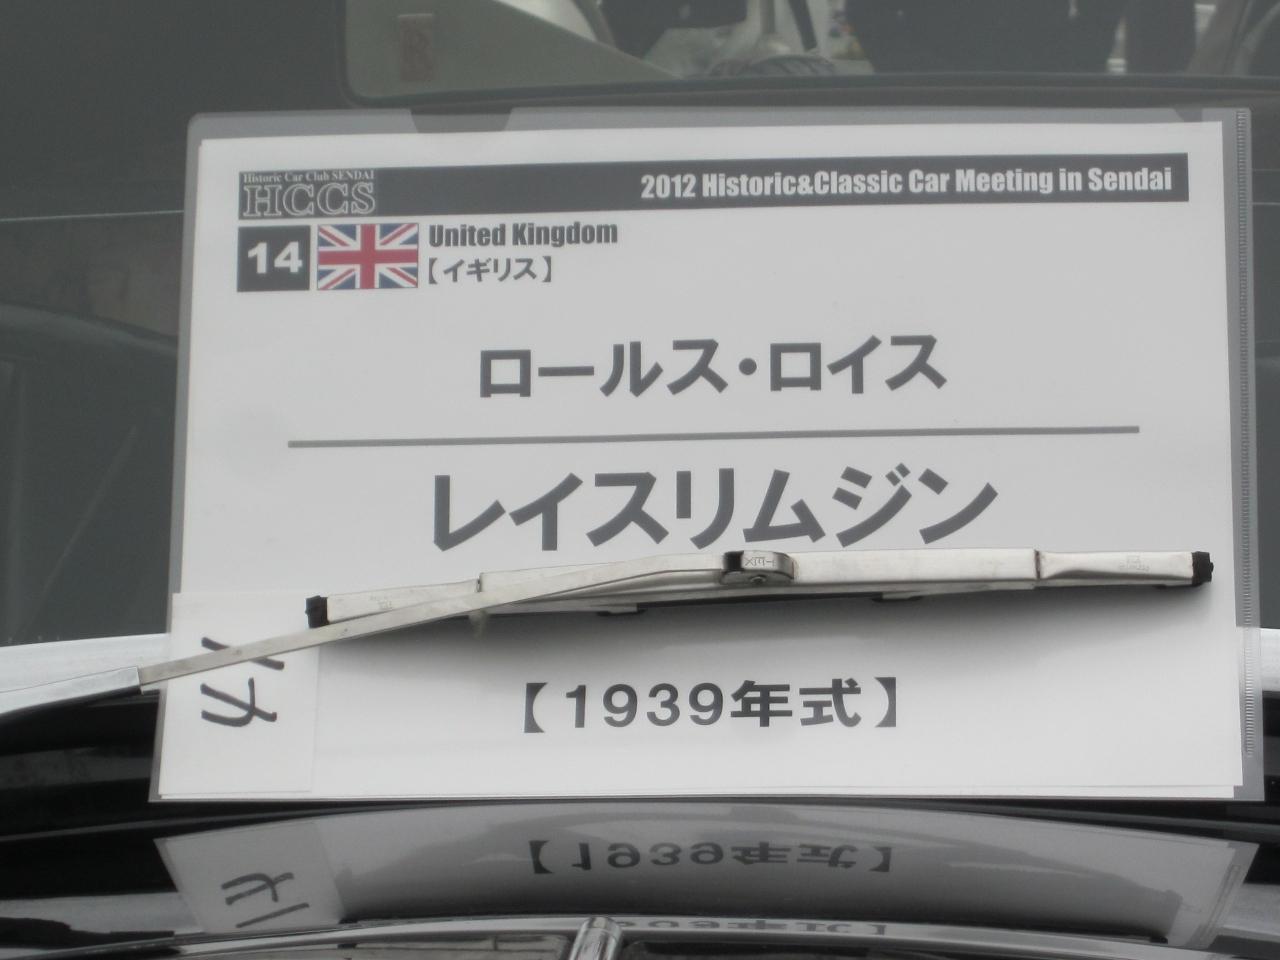 Historic Car Club SENDAI
HCCS
2012 Historic&Classic Car Meeting in Sendai
14
United Kingdom
【イギリス】
ロールス・ロイス
レイスリムジン
【1939年式】